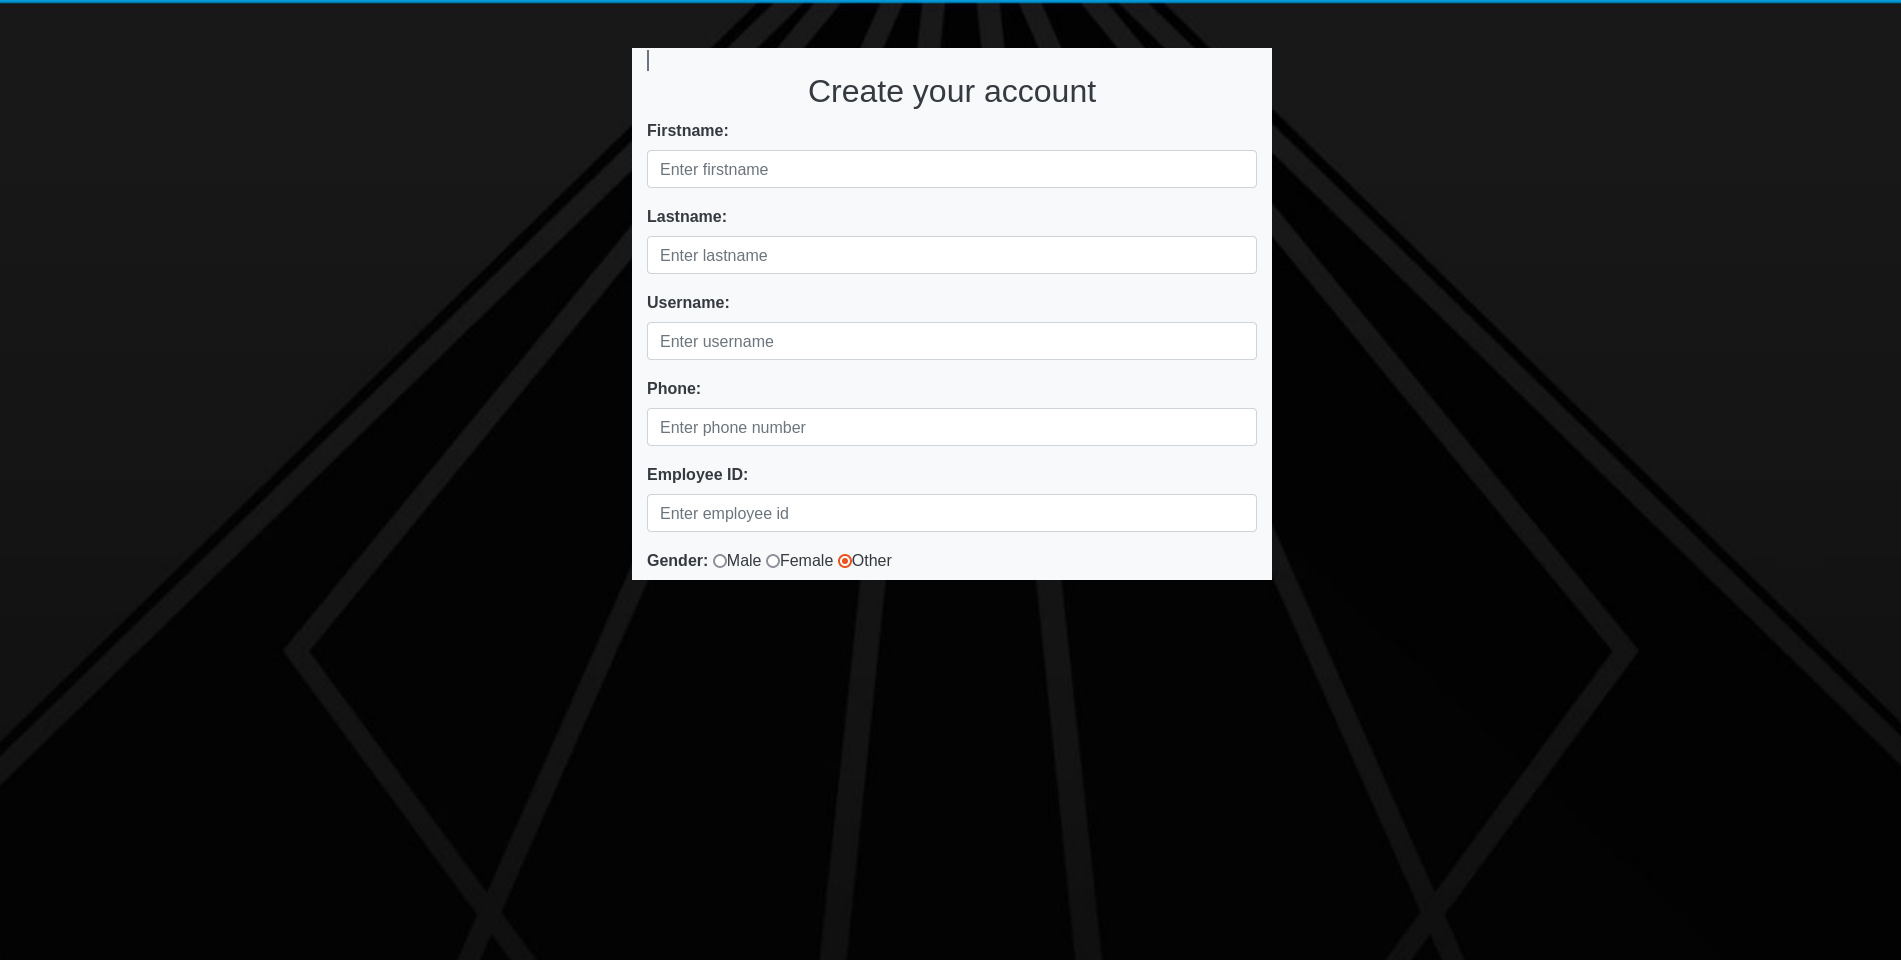 Create your account
Firstname:
Enter firstname
Lastname:
Enter lastname
Username:
Enter username
Phone:
Enter phone number
Employee ID:
Enter employee id
Gender: Male Female Other